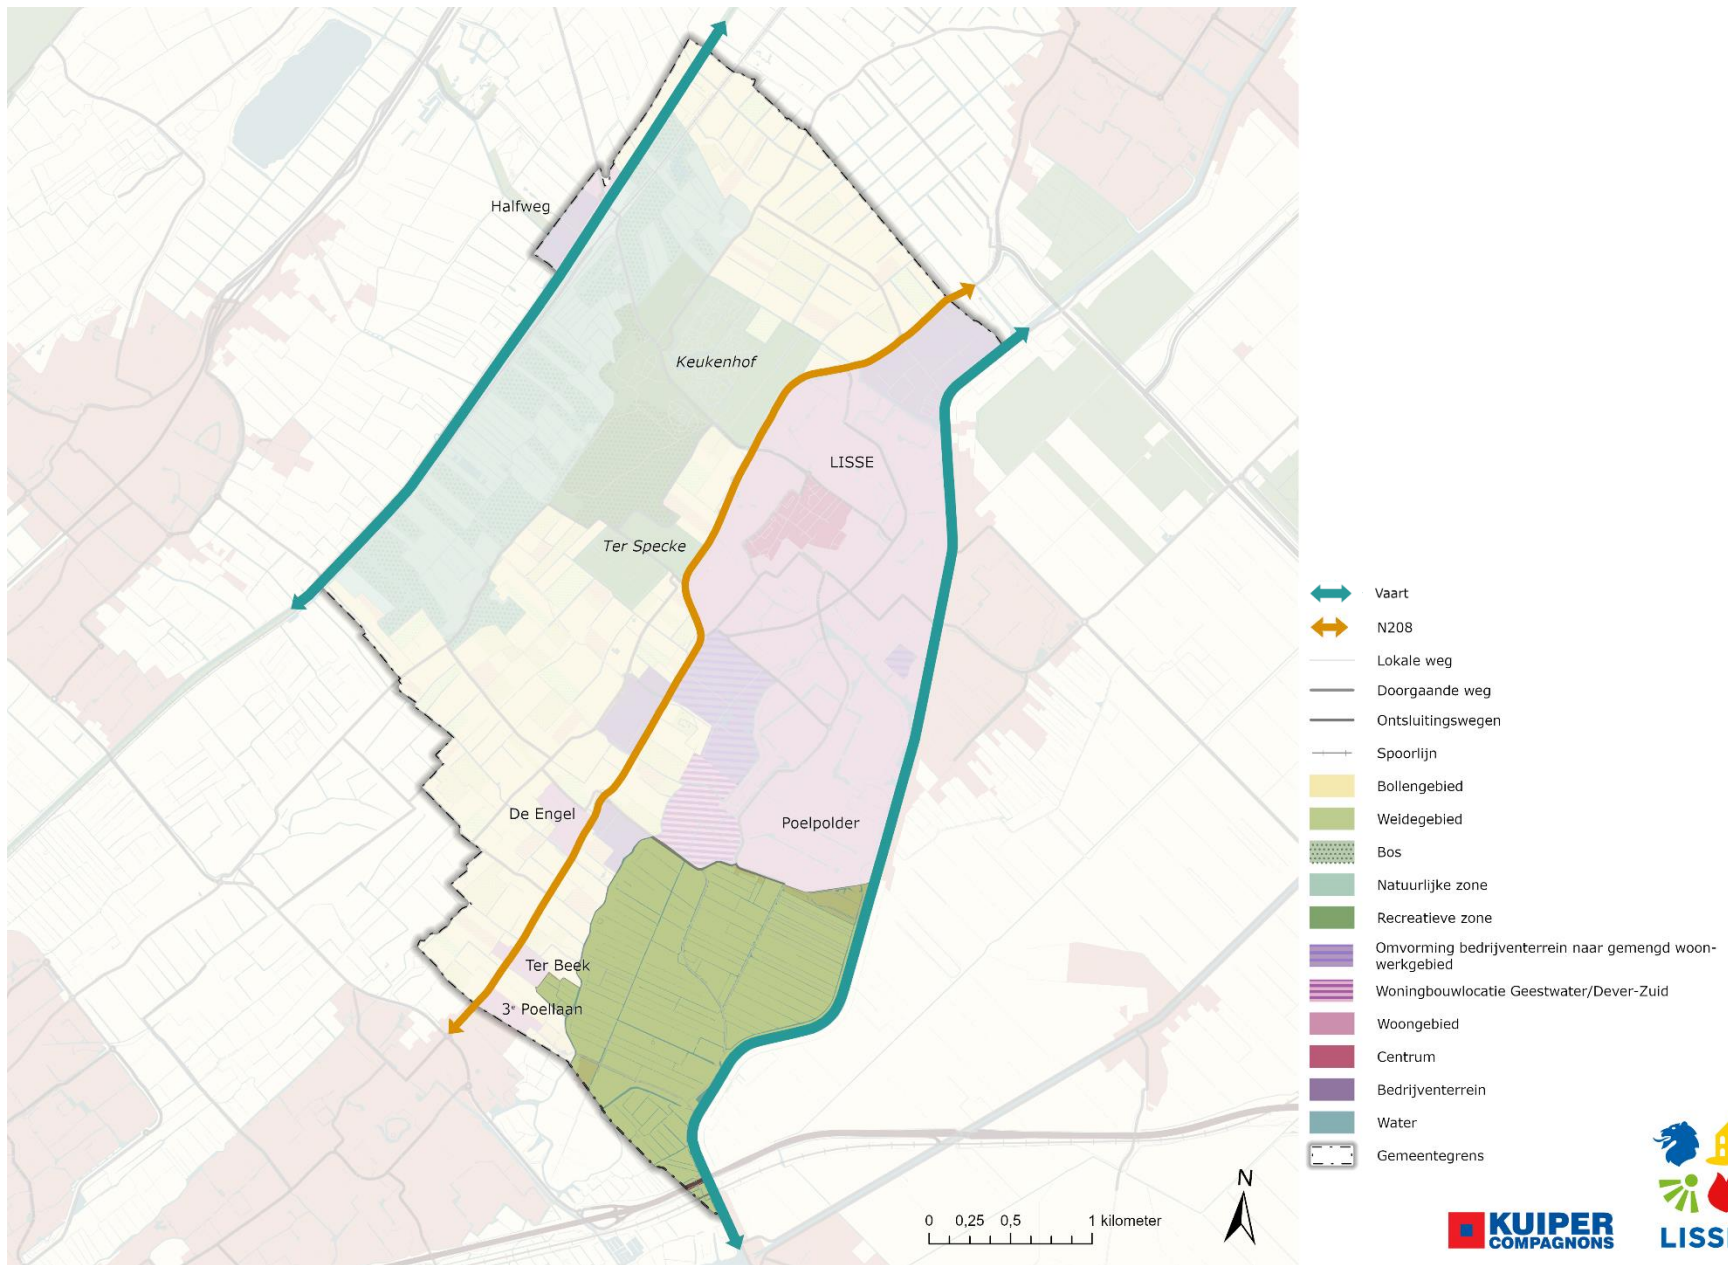 Halfweg
Keukenhof
LISSE
Ter Specke
De Engel
Poelpolder
Ter Beek
3e Poellaan
0 0,25 0,5 1 kilometer
N
Vaart
N208
Lokale weg
Doorgaande weg
Ontsluitingswegen
Spoorlijn
Bollengebied
Weidegebied
Bos
Natuurlijke zone
Recreatieve zone
Omvorming bedrijventerrein naar gemengd woon-
werkgebied
Woningbouwlocatie Geestwater/Dever-Zuid
Woongebied
Centrum
Bedrijventerrein
Water
Gemeentegrens
KUIPER
COMPAGNONS